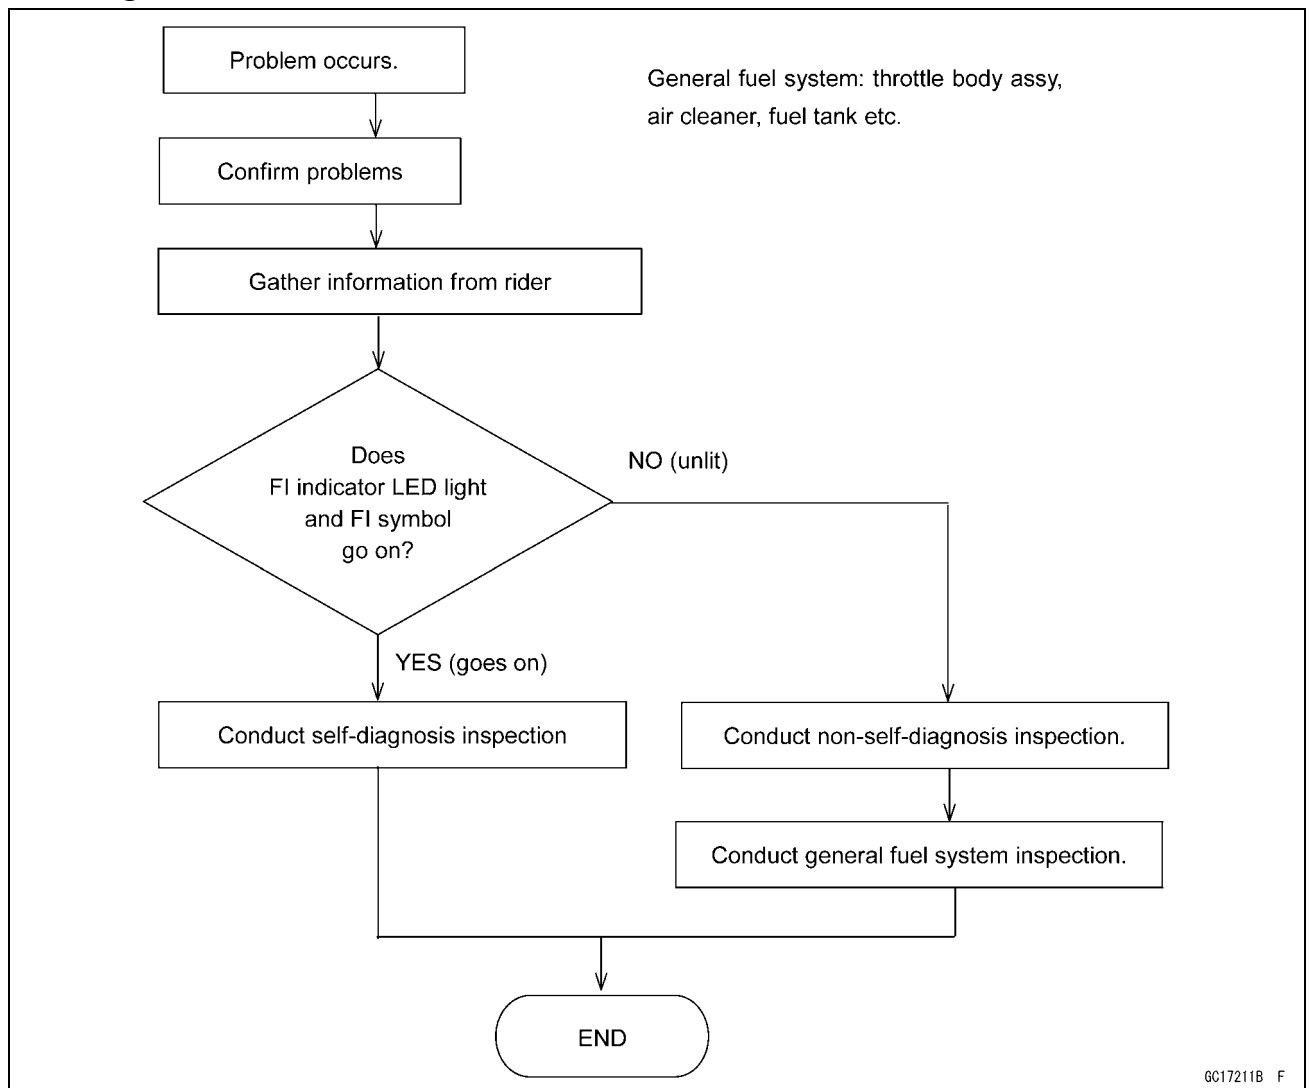 Problem occurs.
General fuel system: throttle body assy,
air cleaner, fuel tank etc.
Confirm problems
Gather information from rider
Does
FI indicator LED light
and FI symbol
go on?
NO (unlit)
YES (goes on)
Conduct self-diagnosis inspection
Conduct non-self-diagnosis inspection.
Conduct general fuel system inspection.
END
GC17211B F